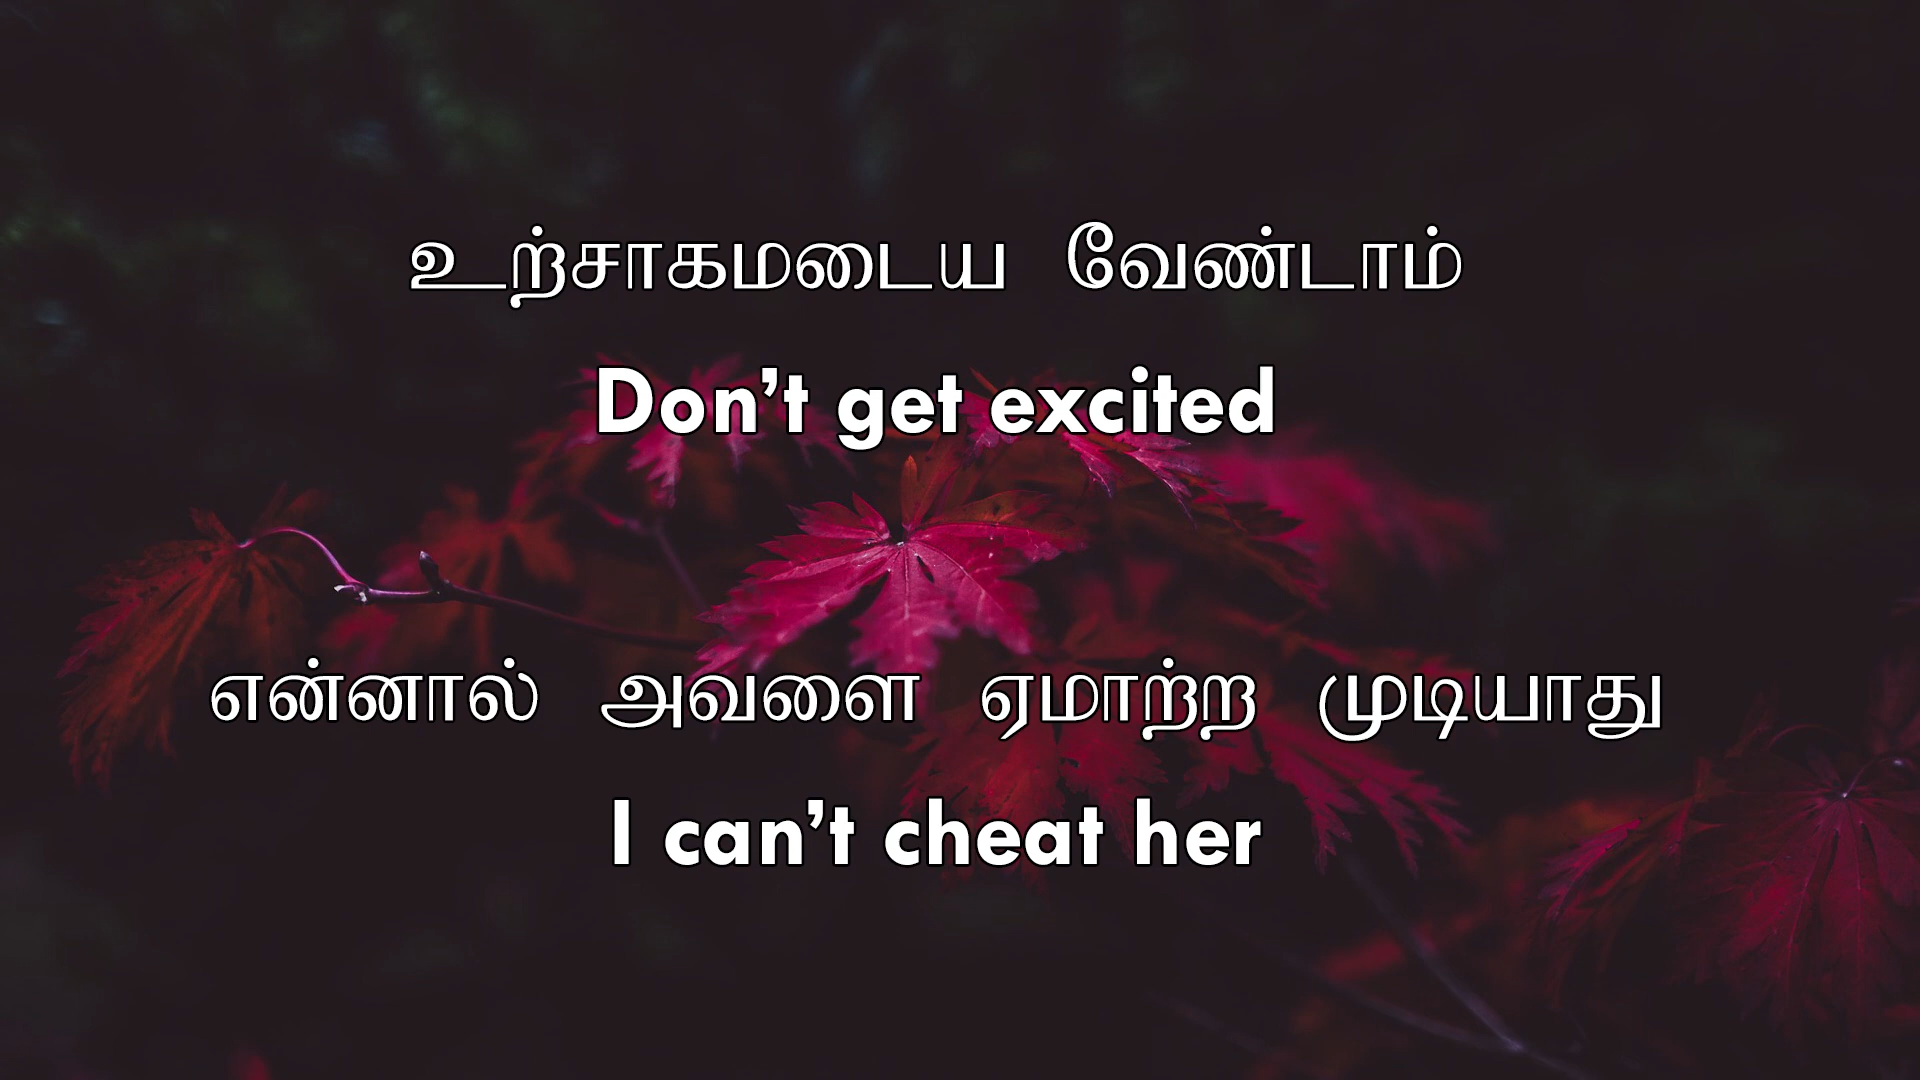 உற்சாகமடைய வேண்டாம்
Don’t get excited
என்னால் அவளை ஏமாற்ற முடியாது
I can’t cheat her